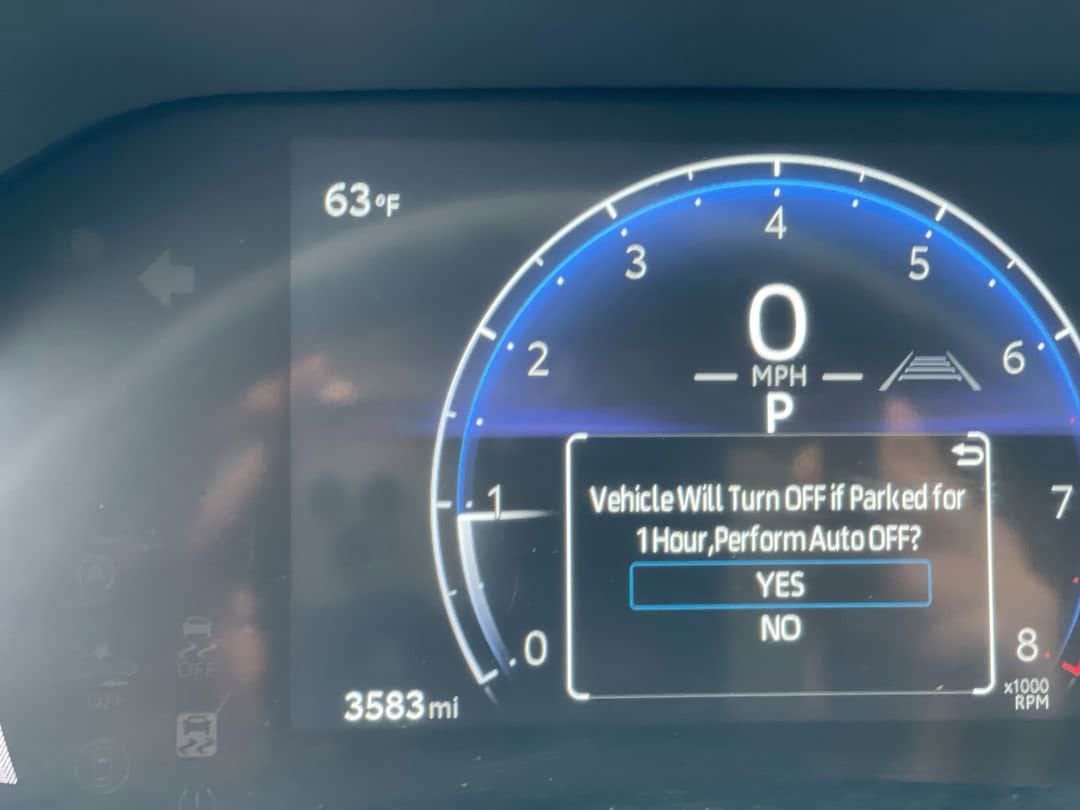 63°F
4
3
5
0
2
6
MPH
P
1
Vehicle Will Turn OFF if Parked for
7
1 Hour,Perform Auto OFF?
YES
NO
0
8
OFF
x1000
RPM
3583 mi